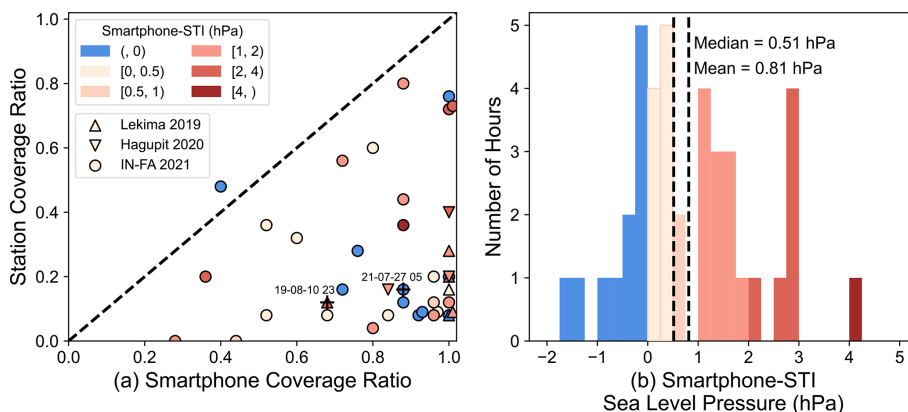 Smartphone-STI (hPa)
(, 0)
[1, 2)
[0, 0.5)
[2, 4)
[0.5, 1)
[4, )
Lekima 2019
Hagupit 2020
IN-FA 2021
19-08-10 23
21-07-27 05
1.0
0.8
0.6
0.4
0.2
0.0
Station Coverage Ratio
0.0 0.2 0.4 0.6 0.8 1.0
(a) Smartphone Coverage Ratio
Median = 0.51 hPa
Mean = 0.81 hPa
5
4
3
2
1
0
Number of Hours
−2 −1 0 1 2 3 4 5
(b) Smartphone-STI
Sea Level Pressure (hPa)